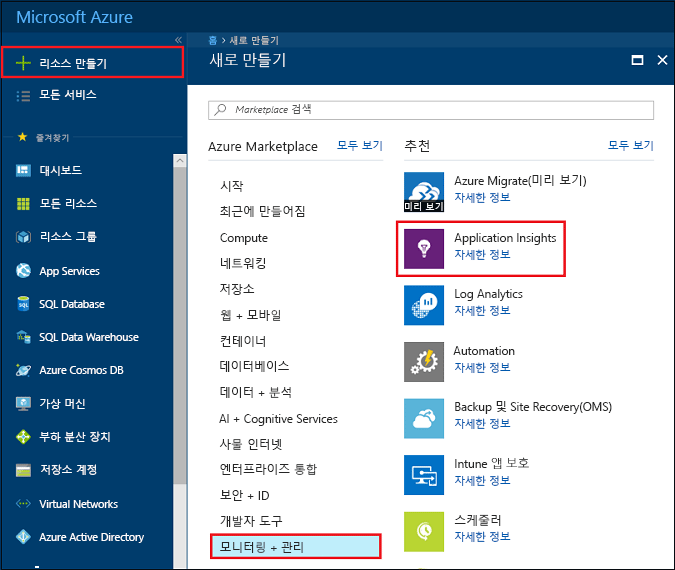 Microsoft Azure
리소스 만들기
모든 서비스
즐겨찾기
대시보드
모든 리소스
리소스 그룹
App Services
SQL Database
SQL Data Warehouse
Azure Cosmos DB
가상 머신
부하 분산 장치
저장소 계정
Virtual Networks
Azure Active Directory
홈 > 새로 만들기
새로 만들기
Marketplace 검색
Azure Marketplace
모두 보기
시작
최근에 만들어짐
Compute
네트워킹
저장소
웹 + 모바일
컨테이너
데이터베이스
데이터 + 분석
AI + Cognitive Services
사물 인터넷
엔터프라이즈 통합
보안 + ID
개발자 도구
모니터링 + 관리
추천
모두 보기
미리 보기
Azure Migrate(미리 보기)
자세한 정보
Application Insights
자세한 정보
Log Analytics
자세한 정보
Automation
자세한 정보
Backup 및 Site Recovery(OMS)
자세한 정보
Intune 앱 보호
자세한 정보
스케줄러
자세한 정보